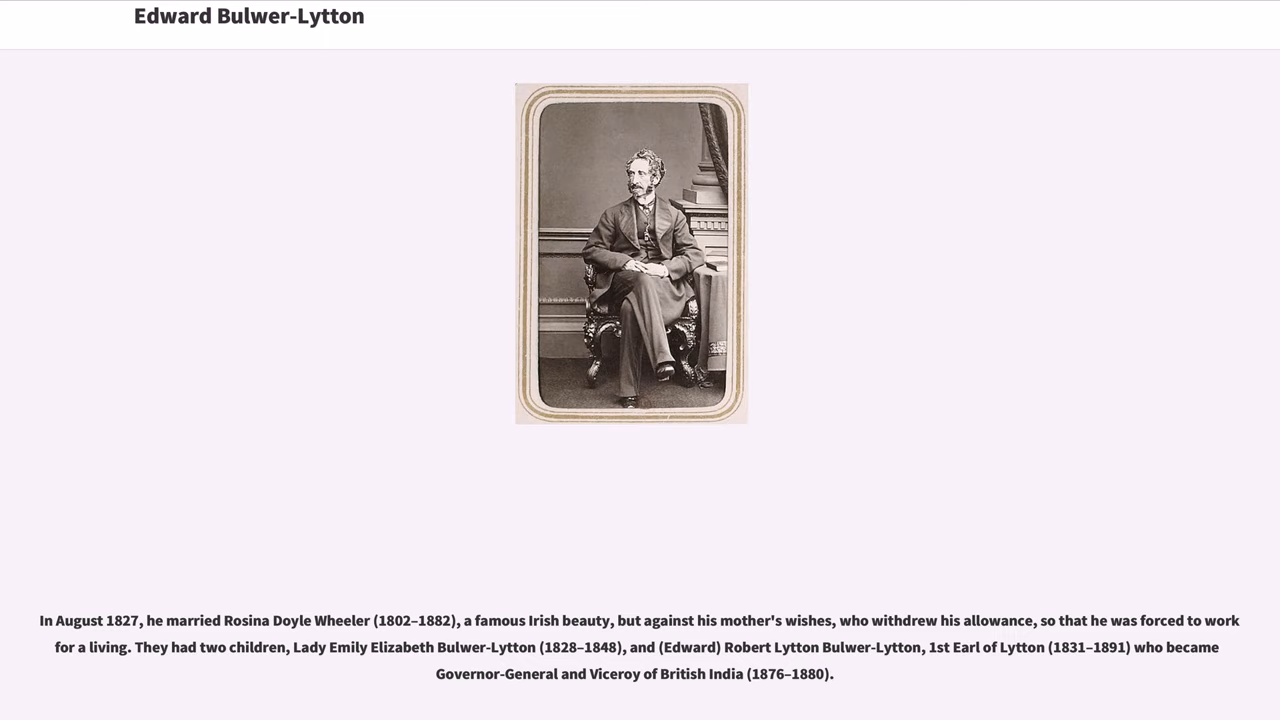 Edward Bulwer-Lytton
In August 1827, he married Rosina Doyle Wheeler (1802–1882), a famous Irish beauty, but against his mother's wishes, who withdrew his allowance, so that he was forced to work
for a living. They had two children, Lady Emily Elizabeth Bulwer-Lytton (1828–1848), and (Edward) Robert Lytton Bulwer-Lytton, 1st Earl of Lytton (1831–1891) who became
Governor-General and Viceroy of British India (1876–1880).